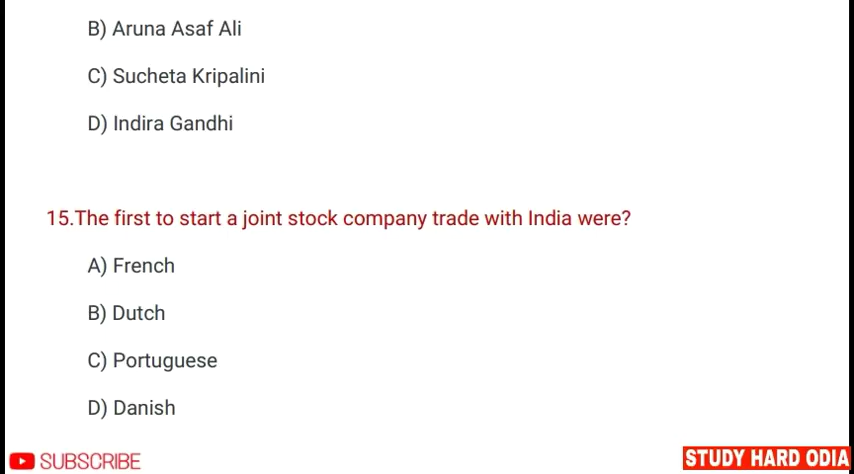 B) Aruna Asaf Ali
C) Sucheta Kripalini
D) Indira Gandhi
15.The first to start a joint stock company trade with India were?
A) French
B) Dutch
C) Portuguese
D) Danish
SUBSCRIBE
STUDY HARD ODIA